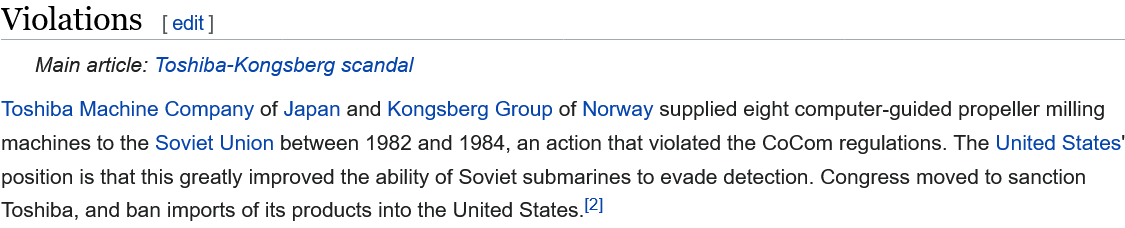 Violations [ edit ]
Main article: Toshiba-Kongsberg scandal
Toshiba Machine Company of Japan and Kongsberg Group of Norway supplied eight computer-guided propeller milling
machines to the Soviet Union between 1982 and 1984, an action that violated the CoCom regulations. The United States'
position is that this greatly improved the ability of Soviet submarines to evade detection. Congress moved to sanction
Toshiba, and ban imports of its products into the United States.[2]